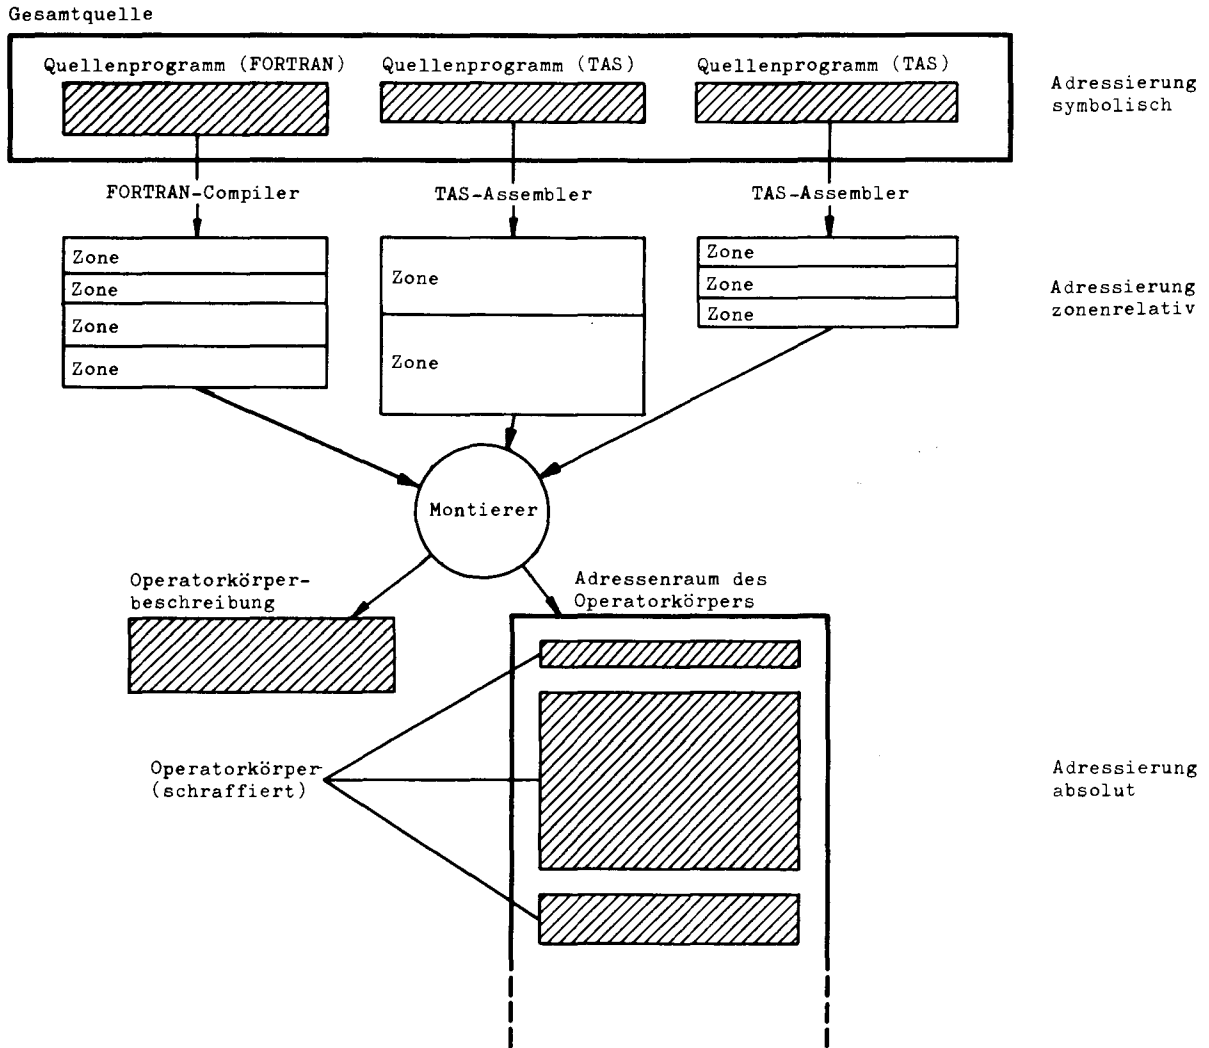 Gesamtquelle
Quellenprogramm (FORTRAN)
Quellenprogramm (TAS)
Quellenprogramm (TAS)
Adressierung
symbolisch
FORTRAN-Compiler
TAS-Assembler
TAS-Assembler
Zone
Zone
Zone
Zone
Zone
Zone
Zone
Zone
Zone
Adressierung
zonenrelativ
Montierer
Operatorkörper-
beschreibung
Adressenraum des
Operatorkörpers
Operatorkörper
(schraffiert)
Adressierung
absolut